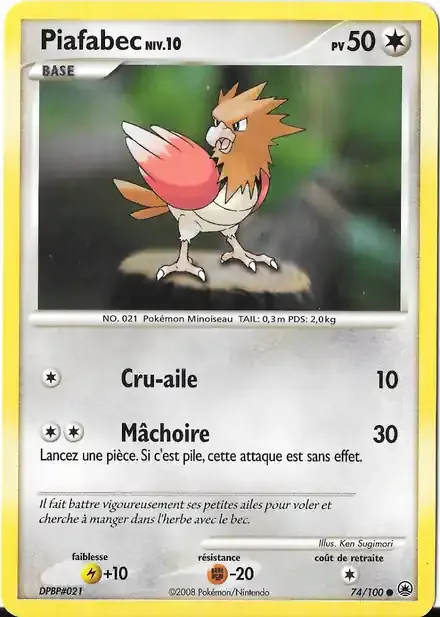 Piafabec NIV.10 PV 50
BASE
NO. 021 Pokémon Minoiseau TAIL: 0,3 m PDS: 2,0kg
Cru-aile 10
Mâchoire 30
Lancez une pièce. Si c'est pile, cette attaque est sans effet.
Il fait battre vigoureusement ses petites ailes pour voler et
cherche à manger dans l'herbe avec le bec.
Illus. Ken Sugimori
faiblesse résistance coût de retraite
+10 -20
DPBP#021 ©2008 Pokémon/Nintendo 74/100